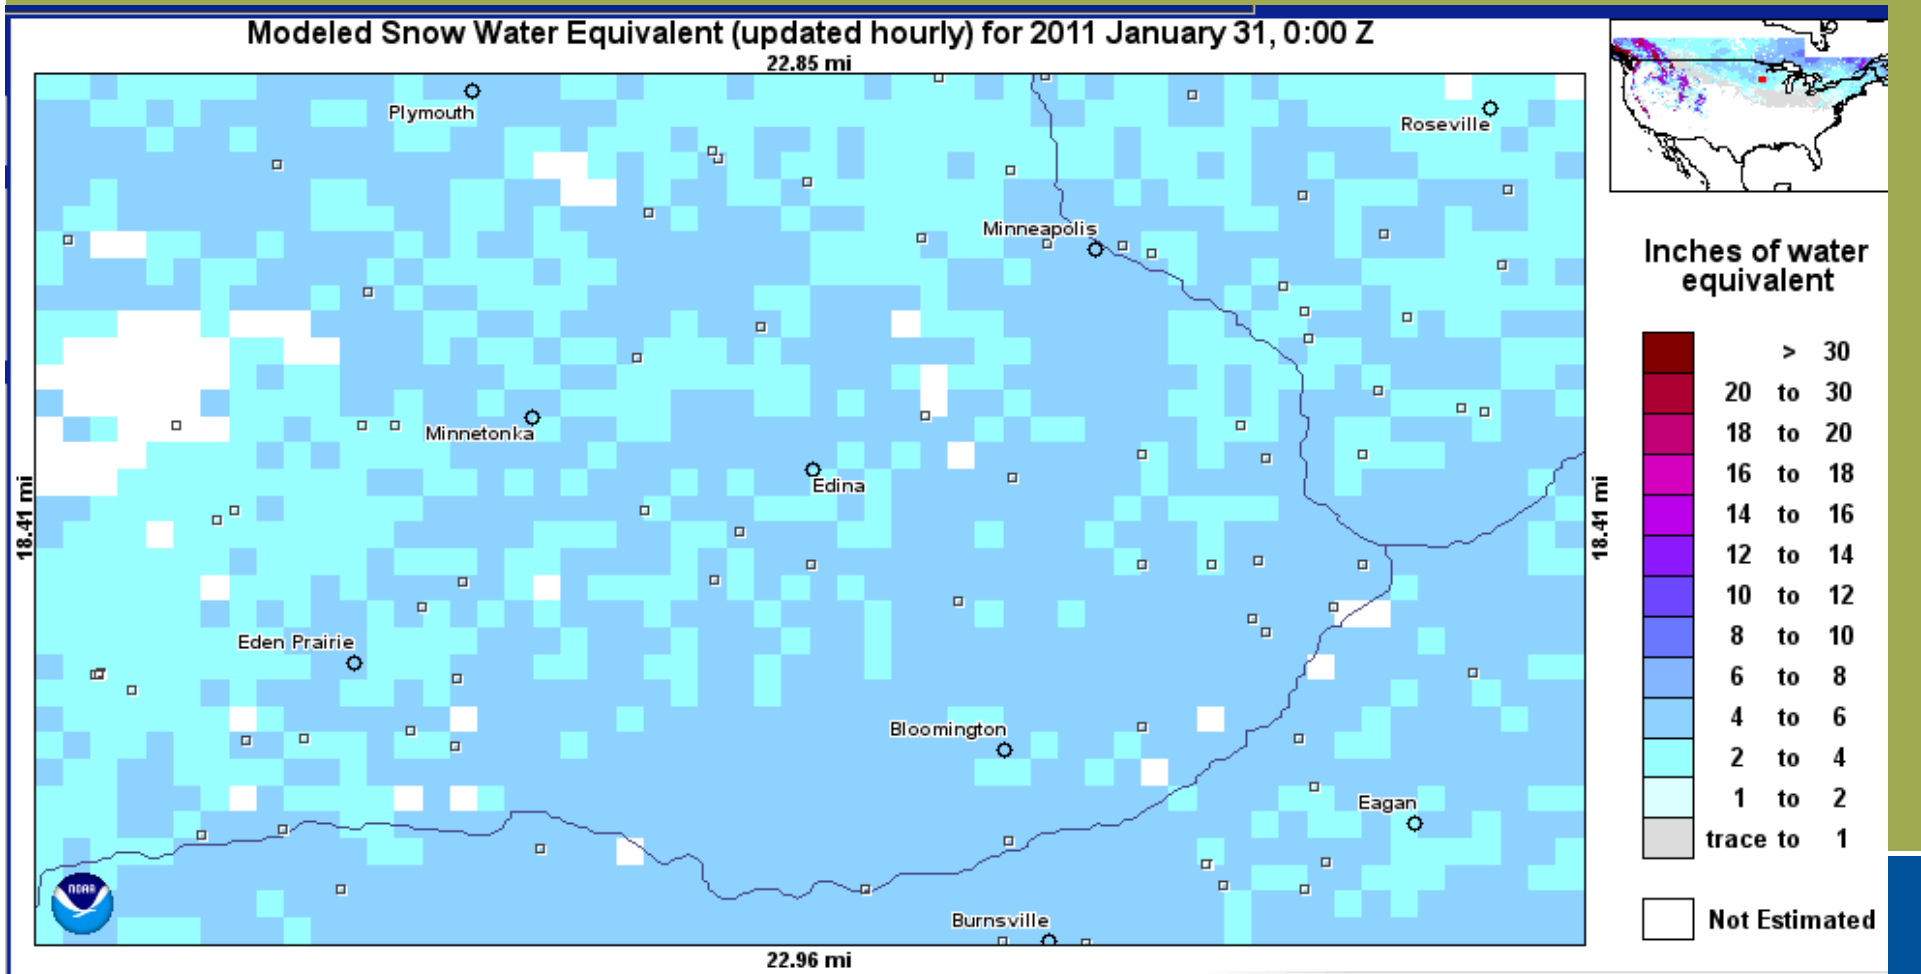 Modeled Snow Water Equivalent (updated hourly) for 2011 January 31, 0:00 Z
22.85 mi
Plymouth
Roseville
Minneapolis
Minnetonka
Edina
18.41 mi
18.41 mi
Eden Prairie
Bloomington
Eagan
Burnsville
22.96 mi
NOAA
Inches of water
equivalent
> 30
20 to 30
18 to 20
16 to 18
14 to 16
12 to 14
10 to 12
8 to 10
6 to 8
4 to 6
2 to 4
1 to 2
trace to 1
Not Estimated